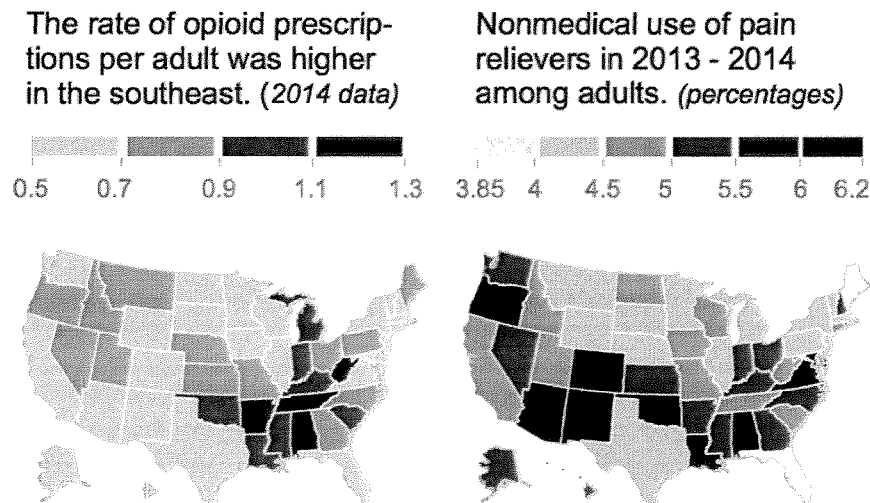 The rate of opioid prescrip-
tions per adult was higher
in the southeast. (2014 data)
0.5 0.7 0.9 1.1 1.3
Nonmedical use of pain
relievers in 2013 - 2014
among adults. (percentages)
3.85 4 4.5 5 5.5 6 6.2